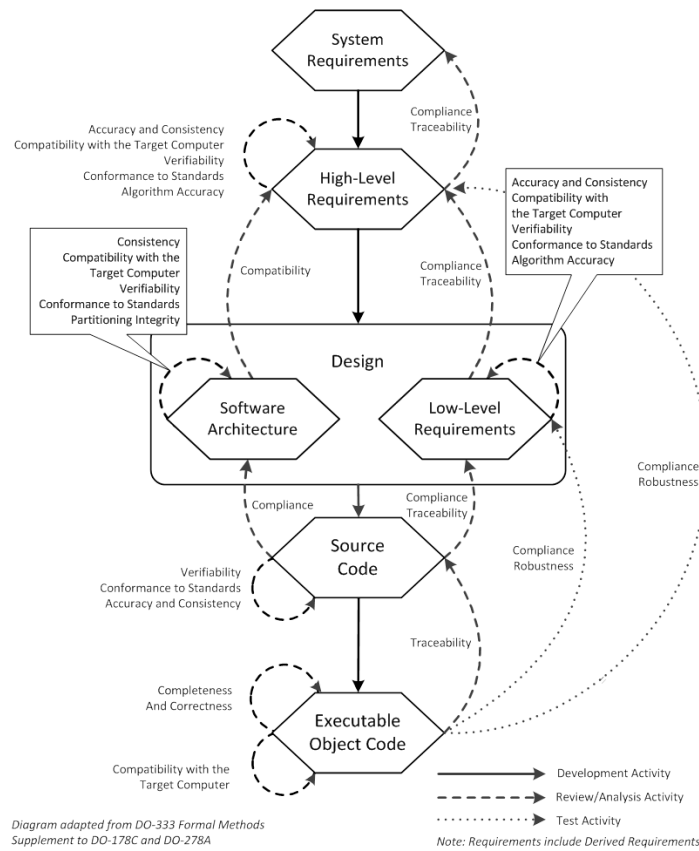 System
Requirements
Compliance
Traceability
Accuracy and Consistency
Compatibility with the Target Computer
Verifiability
Conformance to Standards
Algorithm Accuracy
High-Level
Requirements
Accuracy and Consistency
Compatibility with
the Target Computer
Verifiability
Conformance to Standards
Algorithm Accuracy
Consistency
Compatibility with the
Target Computer
Verifiability
Conformance to Standards
Partitioning Integrity
Compatibility
Compliance
Traceability
Design
Software
Architecture
Low-Level
Requirements
Compliance
Robustness
Compliance
Compliance
Traceability
Source
Code
Verifiability
Conformance to Standards
Accuracy and Consistency
Compliance
Robustness
Traceability
Completeness
And Correctness
Executable
Object Code
Compatibility with the
Target Computer
Development Activity
Review/Analysis Activity
Test Activity
Diagram adapted from DO-333 Formal Methods
Supplement to DO-178C and DO-278A
Note: Requirements include Derived Requirements